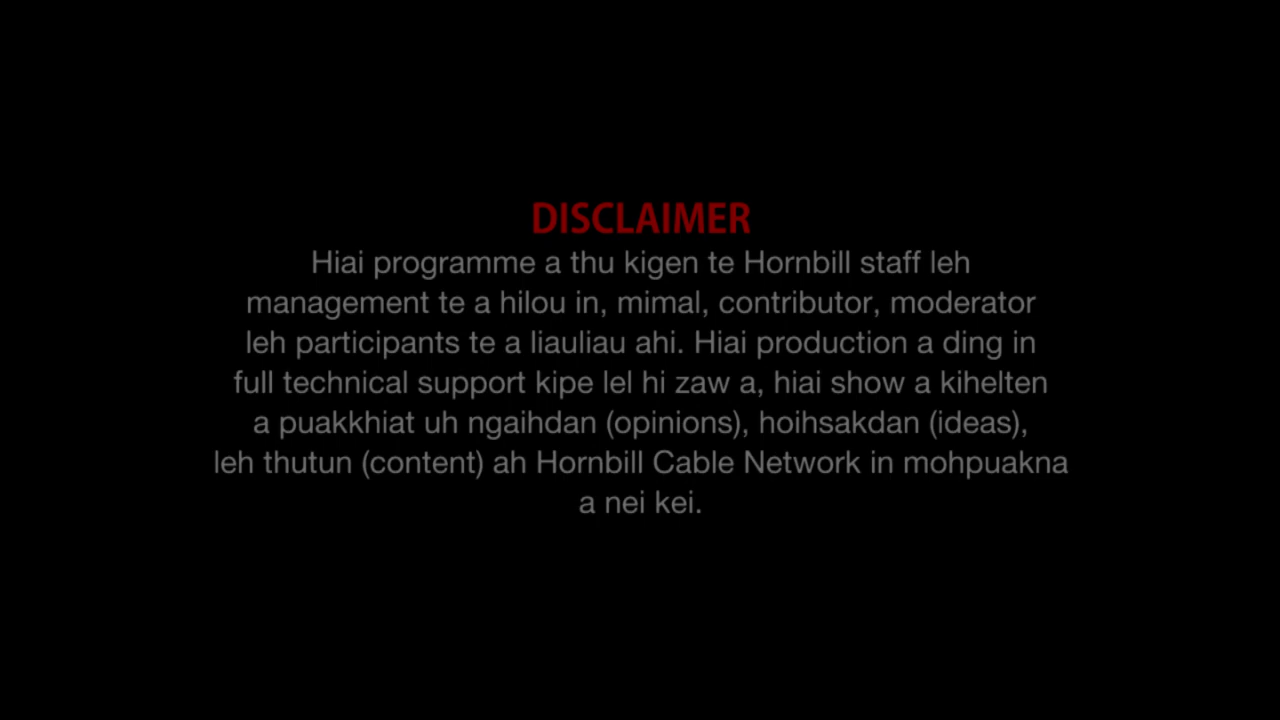 DISCLAIMER
Hiai programme a thu kigen te Hornbill staff leh
management te a hilou in, mimal, contributor, moderator
leh participants te a liauliau ahi. Hiai production a ding in
full technical support kipe lel hi zaw a, hiai show a kihelten
a puakkhiat uh ngaihdan (opinions), hoihsakdan (ideas),
leh thutun (content) ah Hornbill Cable Network in mohpuakna
a nei kei.